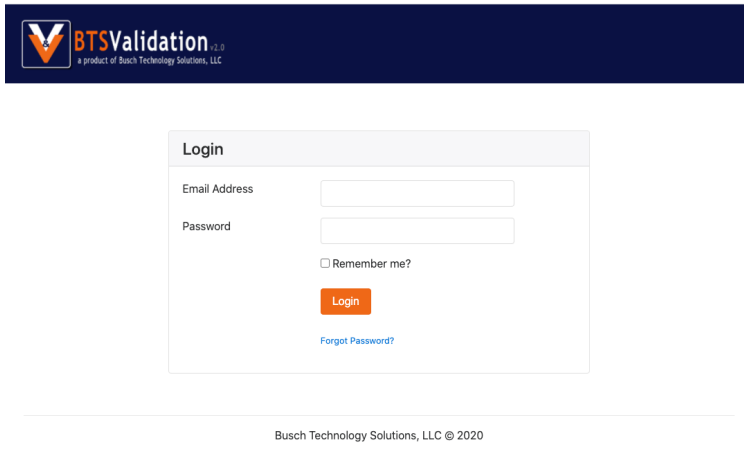 V&
BTSValidation v2.0
a product of Busch Technology Solutions, LLC
Login
Email Address
Password
Remember me?
Login
Forgot Password?
Busch Technology Solutions, LLC © 2020